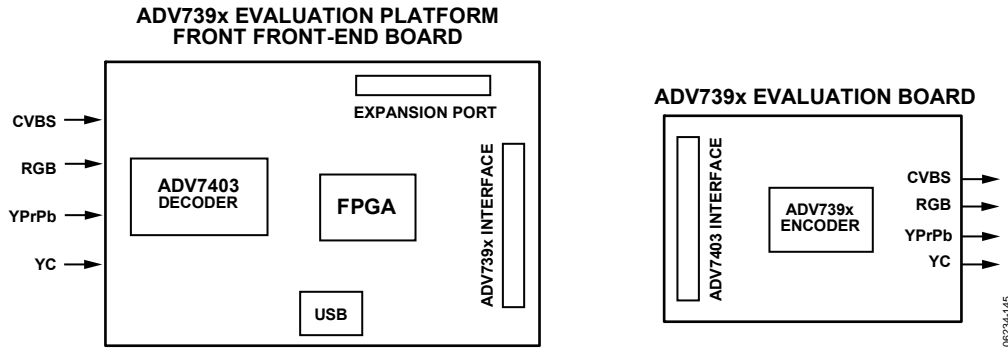 ADV739x EVALUATION PLATFORM
FRONT FRONT-END BOARD
EXPANSION PORT
CVBS
RGB
YPrPb
YC
ADV7403
DECODER
FPGA
USB
ADV739x INTERFACE
ADV739x EVALUATION BOARD
ADV7403 INTERFACE
ADV739x
ENCODER
CVBS
RGB
YPrPb
YC
06234-145